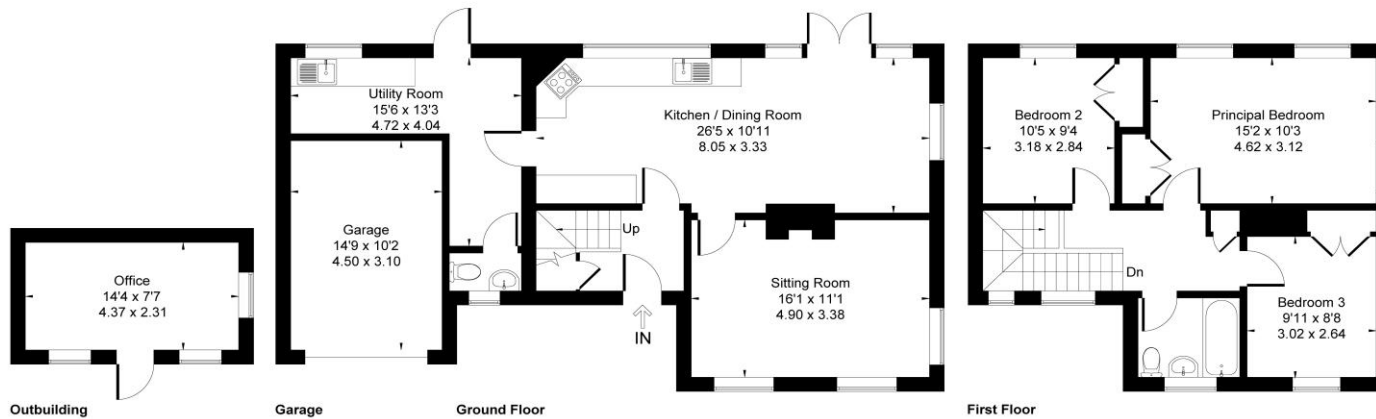 Utility Room
15'6 x 13'3
4.72 x 4.04
Kitchen / Dining Room
26'5 x 10'11
8.05 x 3.33
Bedroom 2
10'5 x 9'4
3.18 x 2.84
Principal Bedroom
15'2 x 10'3
4.62 x 3.12
Garage
14'9 x 10'2
4.50 x 3.10
Up
Office
14'4 x 7'7
4.37 x 2.31
Sitting Room
16'1 x 11'1
4.90 x 3.38
IN
Dn
Bedroom 3
9'11 x 8'8
3.02 x 2.64
Outbuilding
Garage
Ground Floor
First Floor